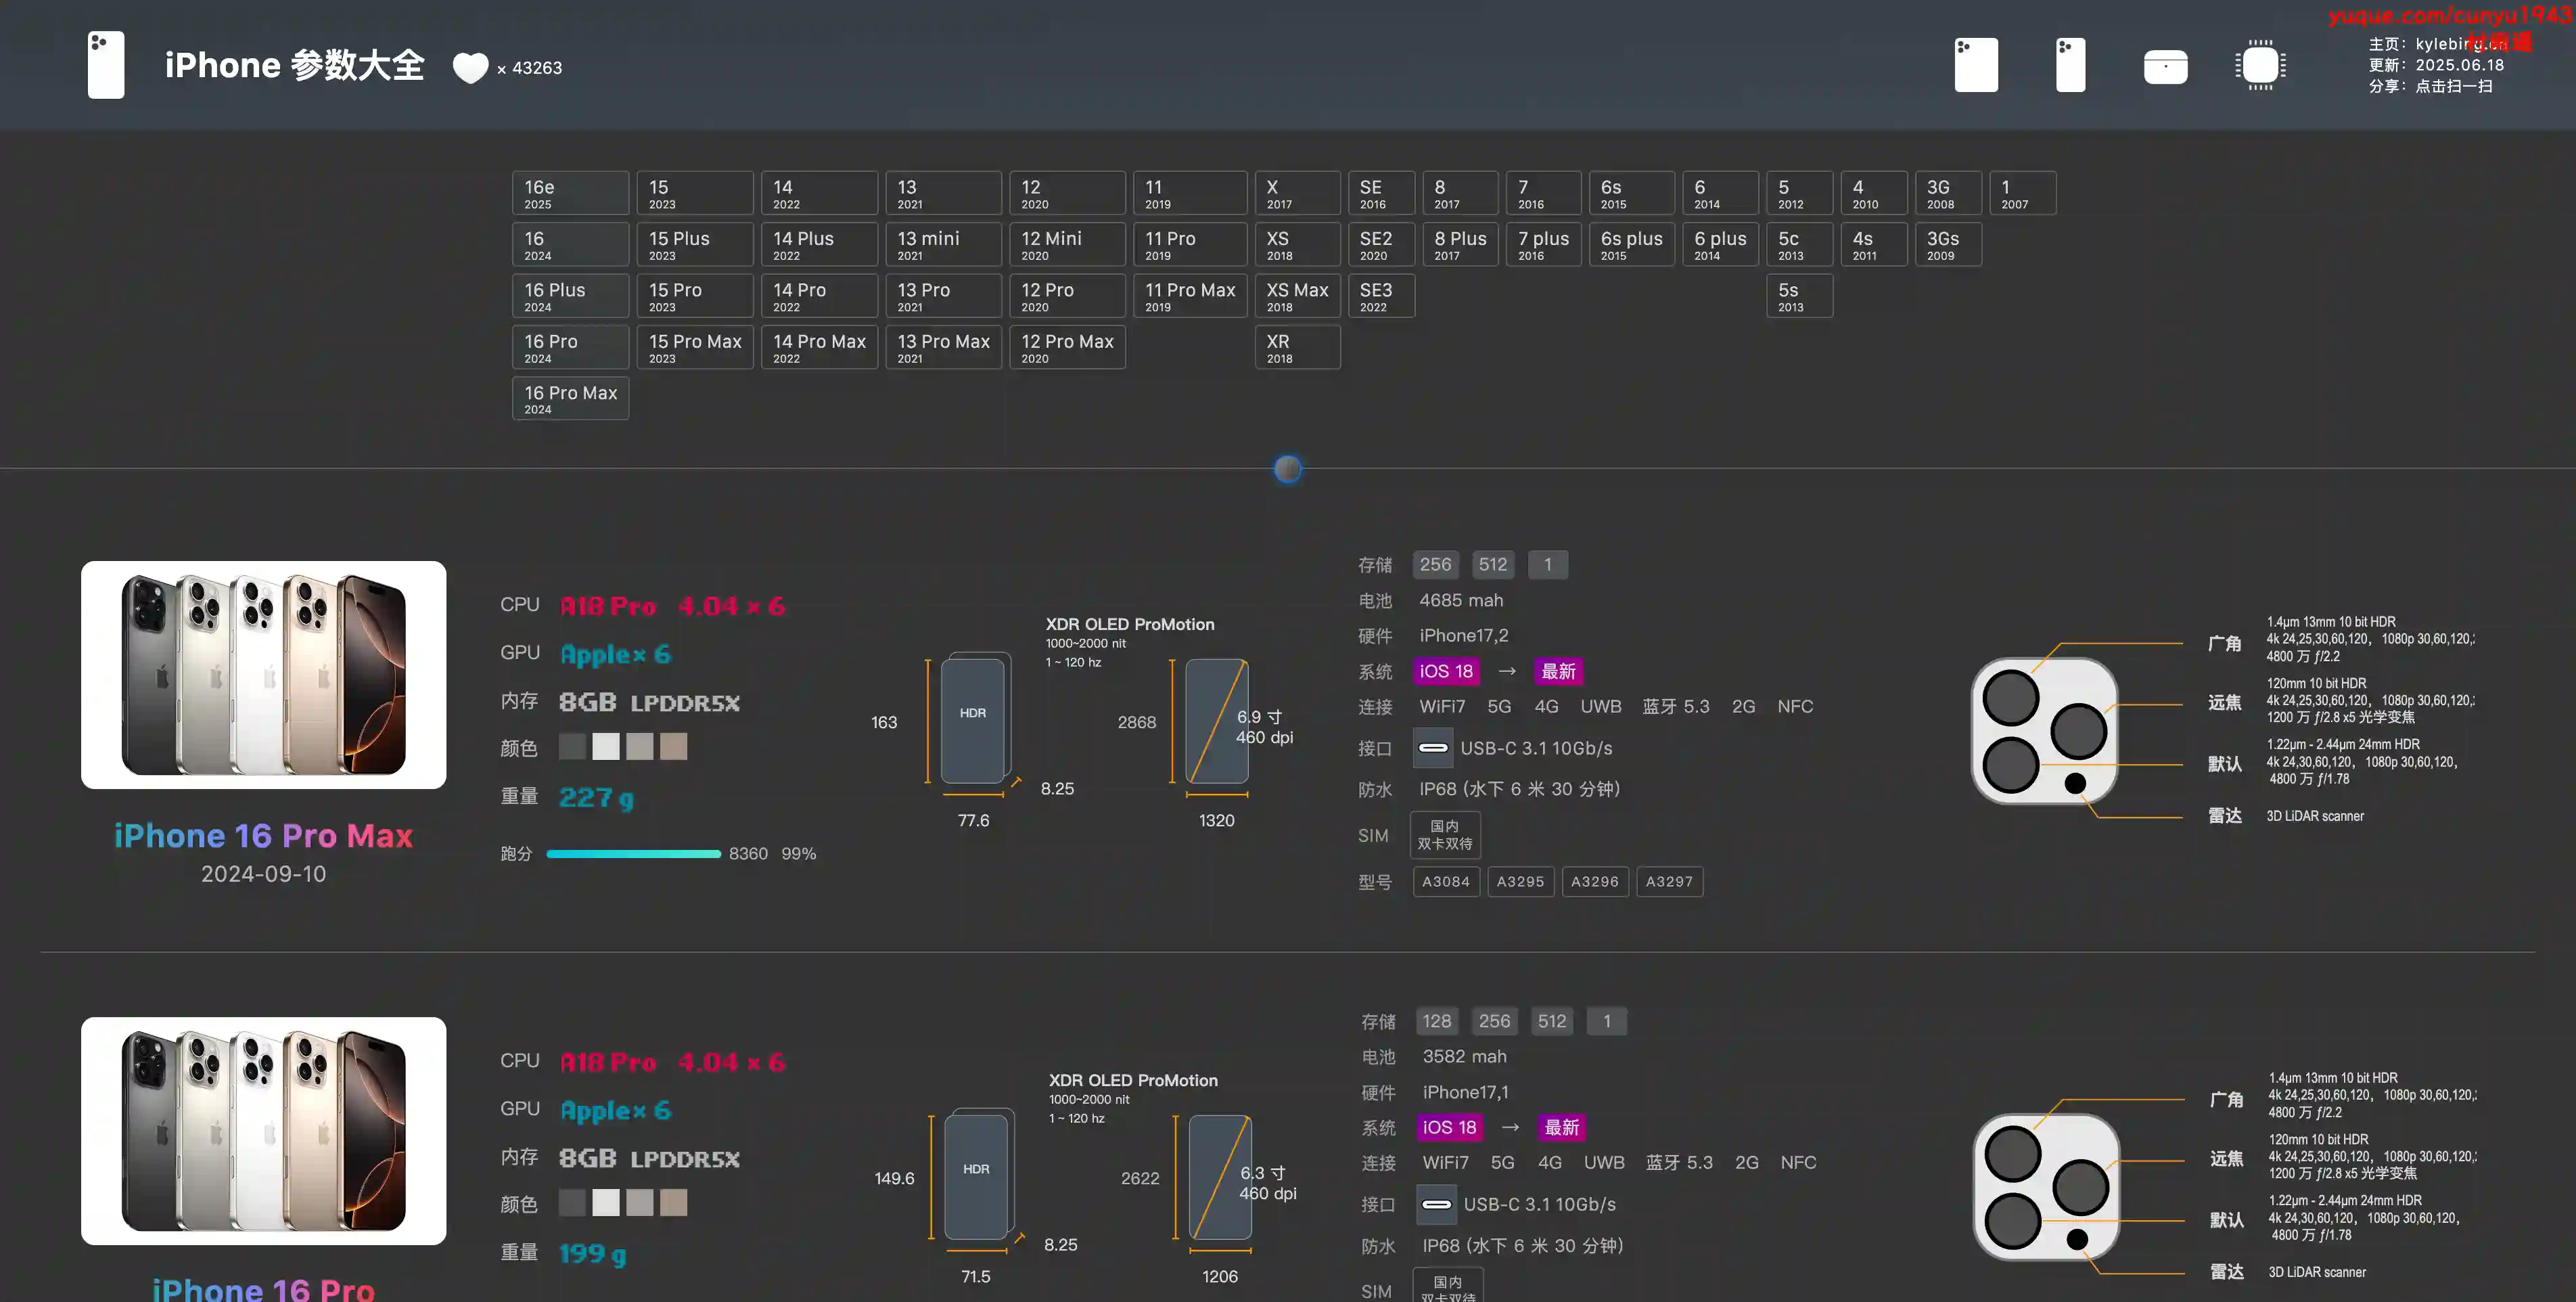 yuque.com/cunyu1943
iPhone 参数大全
× 43263
主页：kylebing.cn
更新：2025.06.18
分享：点击扫一扫
16e
2025
15
2023
14
2022
13
2021
12
2020
11
2019
X
2017
SE
2016
8
2017
7
2016
6s
2015
6
2014
5
2012
4
2010
3G
2008
1
2007
16
2024
15 Plus
2023
14 Plus
2022
13 mini
2021
12 Mini
2020
11 Pro
2019
XS
2018
SE2
2020
8 Plus
2017
7 plus
2016
6s plus
2015
6 plus
2014
5c
2013
4s
2011
3Gs
2009
16 Plus
2024
15 Pro
2023
14 Pro
2022
13 Pro
2021
12 Pro
2020
11 Pro Max
2019
XS Max
2018
SE3
2022
5s
2013
16 Pro
2024
15 Pro Max
2023
14 Pro Max
2022
13 Pro Max
2021
12 Pro Max
2020
XR
2018
16 Pro Max
2024
iPhone 16 Pro Max
2024-09-10
CPU A18 Pro 4.04 × 6
GPU Apple× 6
内存 8GB LPDDR5X
颜色
重量 227 g
跑分 8360 99%
XDR OLED ProMotion
1000~2000 nit
1 ~ 120 hz
HDR
163
77.6
8.25
2868
1320
6.9 寸
460 dpi
存储 256 512 1
电池 4685 mah
硬件 iPhone17,2
系统 iOS 18 → 最新
连接 WiFi7 5G 4G UWB 蓝牙 5.3 2G NFC
接口 USB-C 3.1 10Gb/s
防水 IP68 (水下 6 米 30 分钟)
SIM 国内
双卡双待
型号 A3084 A3295 A3296 A3297
广角
1.4μm 13mm 10 bit HDR
4k 24,25,30,60,120， 1080p 30,60,120,
4800 万 ƒ/2.2
远焦
120mm 10 bit HDR
4k 24,25,30,60,120， 1080p 30,60,120,
1200 万 ƒ/2.8 x5 光学变焦
默认
1.22μm - 2.44μm 24mm HDR
4k 24,30,60,120， 1080p 30,60,120，
4800 万 ƒ/1.78
雷达 3D LiDAR scanner
iPhone 16 Pro
CPU A18 Pro 4.04 × 6
GPU Apple× 6
内存 8GB LPDDR5X
颜色
重量 199 g
XDR OLED ProMotion
1000~2000 nit
1 ~ 120 hz
HDR
149.6
71.5
8.25
2622
1206
6.3 寸
460 dpi
存储 128 256 512 1
电池 3582 mah
硬件 iPhone17,1
系统 iOS 18 → 最新
连接 WiFi7 5G 4G UWB 蓝牙 5.3 2G NFC
接口 USB-C 3.1 10Gb/s
防水 IP68 (水下 6 米 30 分钟)
SIM 国内
双卡双待
广角
1.4μm 13mm 10 bit HDR
4k 24,25,30,60,120， 1080p 30,60,120,
4800 万 ƒ/2.2
远焦
120mm 10 bit HDR
4k 24,25,30,60,120， 1080p 30,60,120,
1200 万 ƒ/2.8 x5 光学变焦
默认
1.22μm - 2.44μm 24mm HDR
4k 24,30,60,120， 1080p 30,60,120，
4800 万 ƒ/1.78
雷达 3D LiDAR scanner